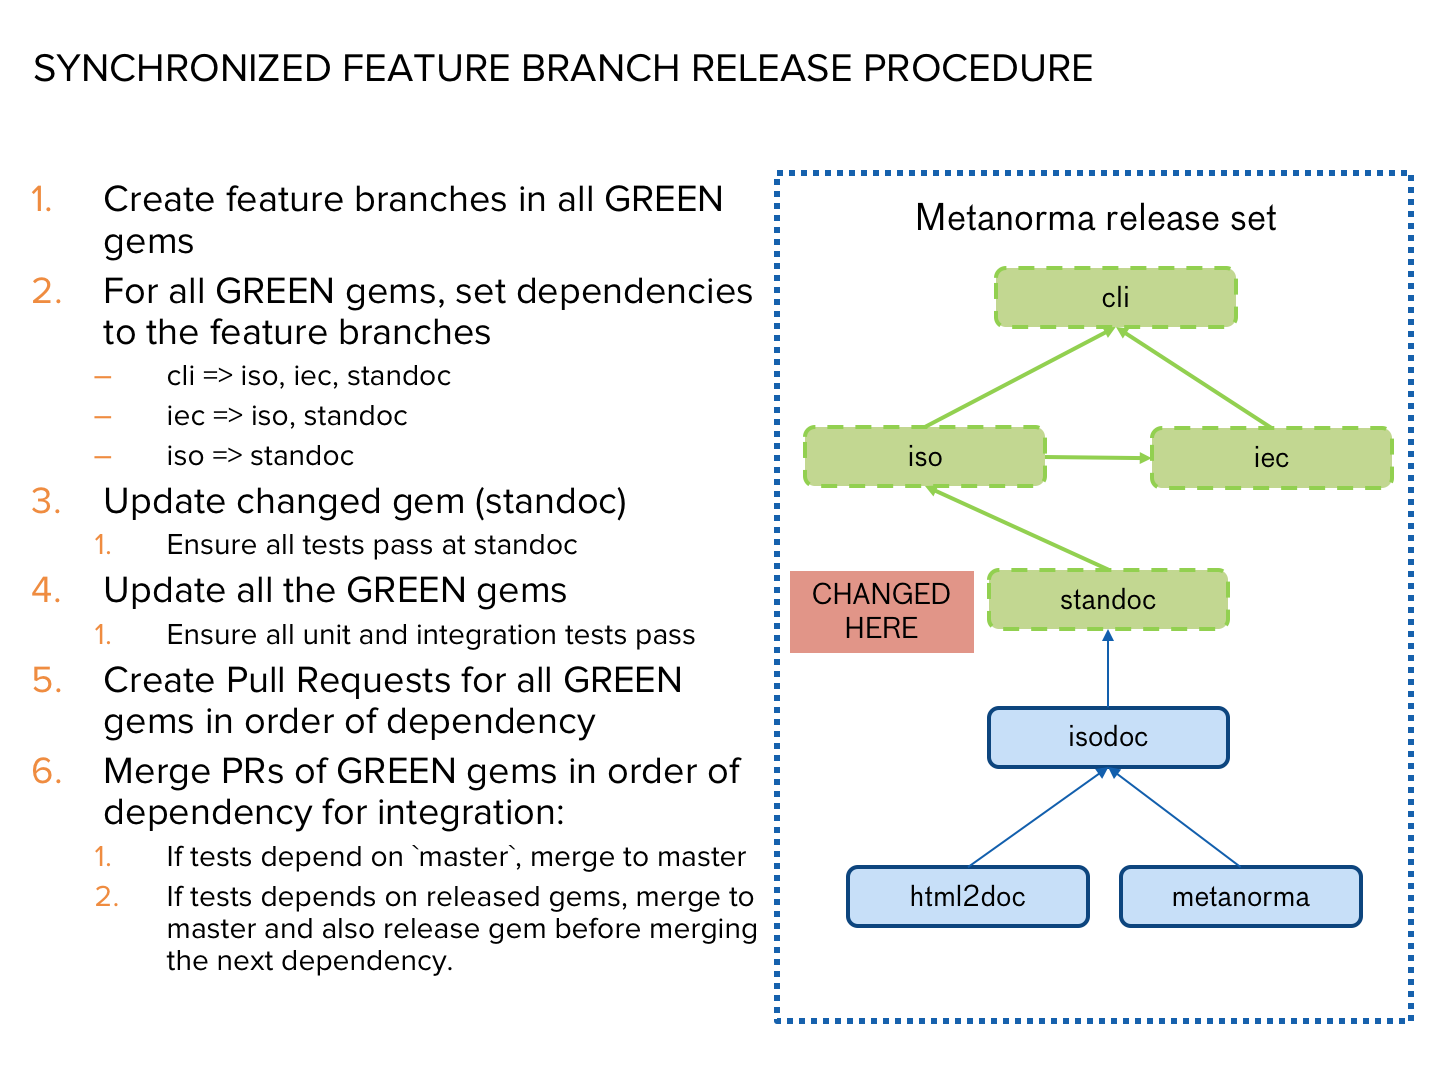 SYNCHRONIZED FEATURE BRANCH RELEASE PROCEDURE
1. Create feature branches in all GREEN
gems
2. For all GREEN gems, set dependencies
to the feature branches
– cli => iso, iec, standoc
– iec => iso, standoc
– iso => standoc
3. Update changed gem (standoc)
1. Ensure all tests pass at standoc
4. Update all the GREEN gems
1. Ensure all unit and integration tests pass
5. Create Pull Requests for all GREEN
gems in order of dependency
6. Merge PRs of GREEN gems in order of
dependency for integration:
1. If tests depend on `master`, merge to master
2. If tests depends on released gems, merge to
master and also release gem before merging
the next dependency.
Metanorma release set
cli
iso
iec
CHANGED
HERE
standoc
isodoc
html2doc
metanorma